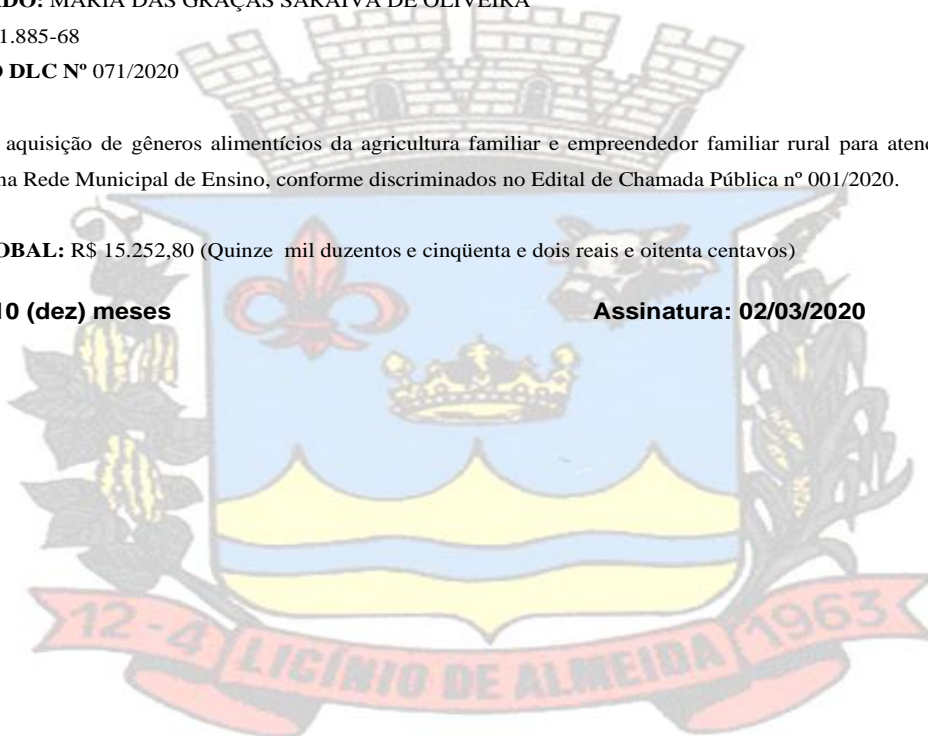 ADO: MARIA DAS GRAÇAS SARAIVA DE OLIVEIRA
1.885-68
O DLC Nº 071/2020
aquisição de gêneros alimentícios da agricultura familiar e empreendedor familiar rural para aten
na Rede Municipal de Ensino, conforme discriminados no Edital de Chamada Pública nº 001/2020.
OBAL: R$ 15.252,80 (Quinze mil duzentos e cinqüenta e dois reais e oitenta centavos)
10 (dez) meses Assinatura: 02/03/2020
12-4 LICÍNIO DE ALMEIDA 1963